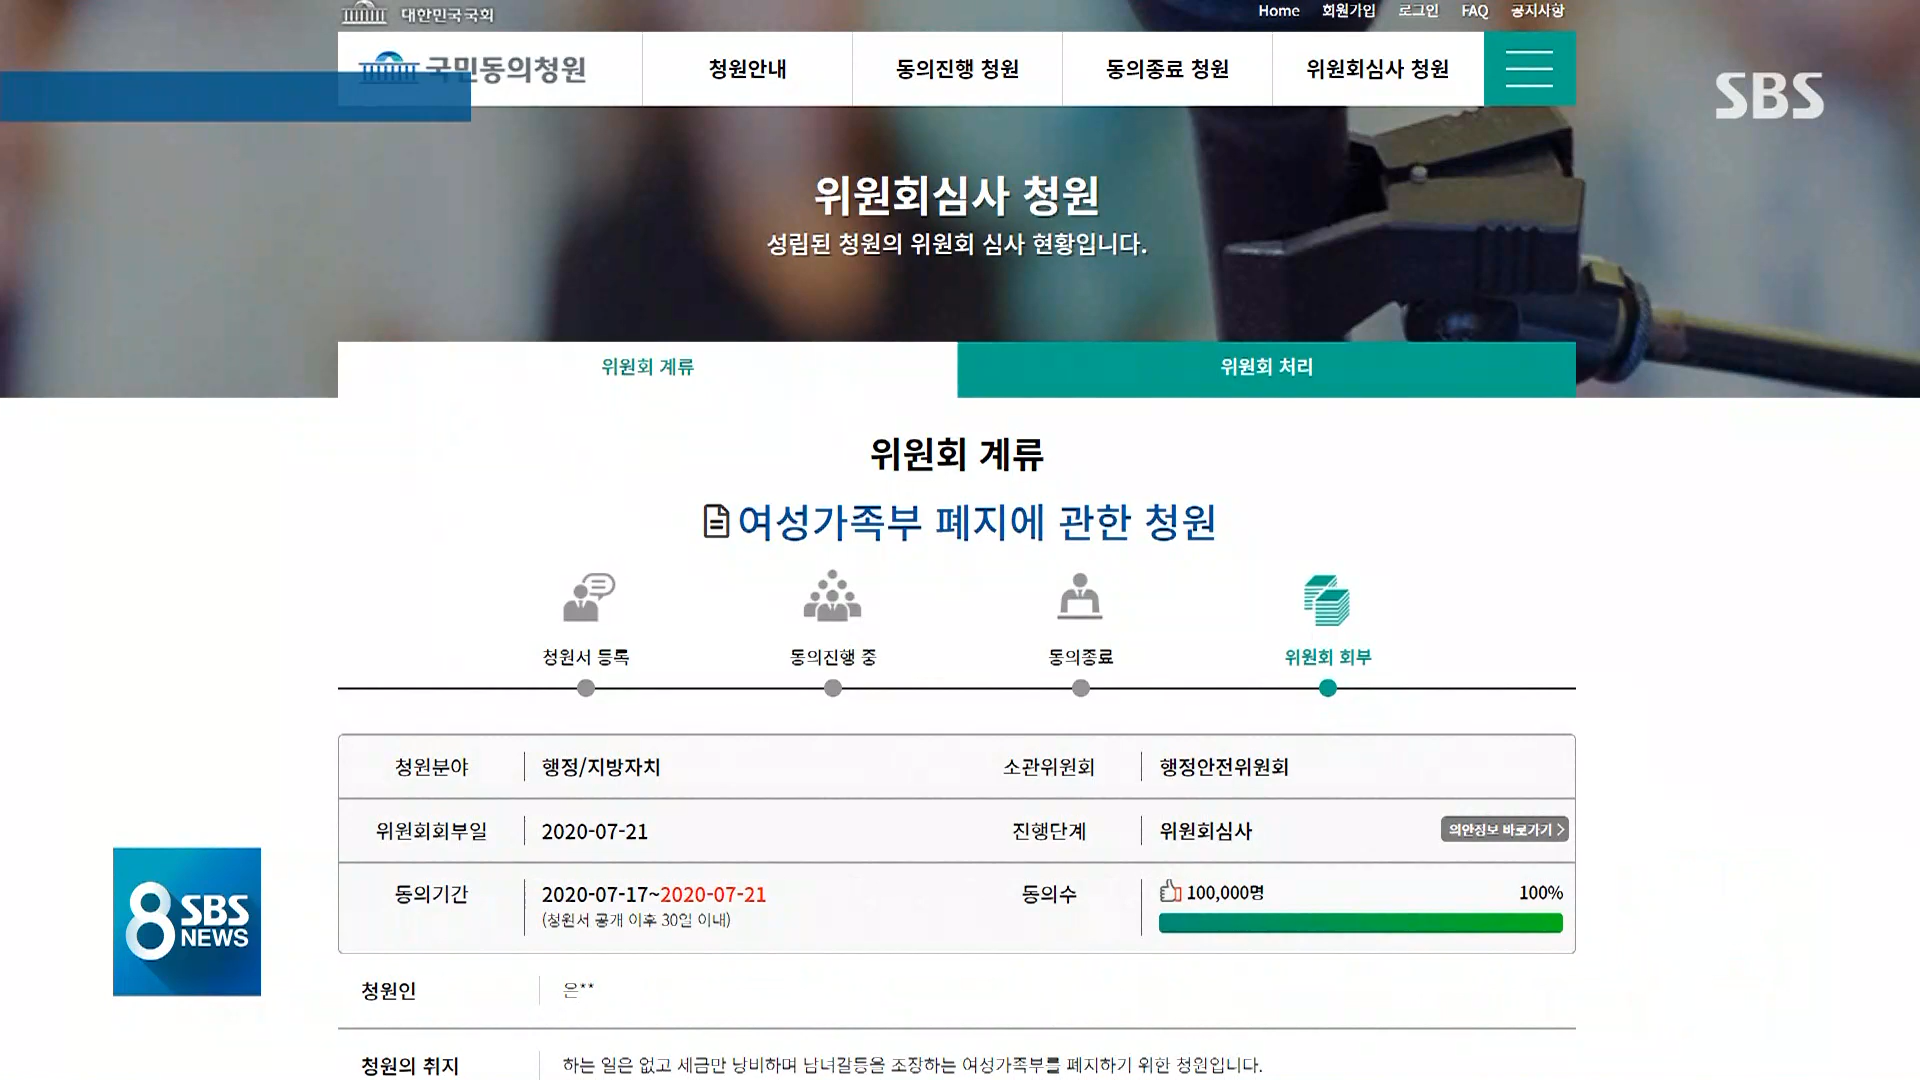 대한민국국회
Home 회원가입 로그인 FAQ 공지사항
국민동의청원 청원안내 동의진행 청원 동의종료 청원 위원회심사 청원
SBS
위원회심사 청원
성립된 청원의 위원회 심사 현황입니다.
위원회 계류 위원회 처리
위원회 계류
여성가족부 폐지에 관한 청원
청원서 등록 동의진행 중 동의종료 위원회 회부
청원분야 행정/지방자치 소관위원회 행정안전위원회
위원회회부일 2020-07-21 진행단계 위원회심사 의안정보 바로가기 >
동의기간 2020-07-17~2020-07-21 동의수 100,000명 100%
(청원서 공개 이후 30일 이내)
8 SBS
NEWS
청원인 은**
청원의 취지 하는 일은 없고 세금만 낭비하며 남녀갈등을 조장하는 여성가족부를 폐지하기 위한 청원입니다.